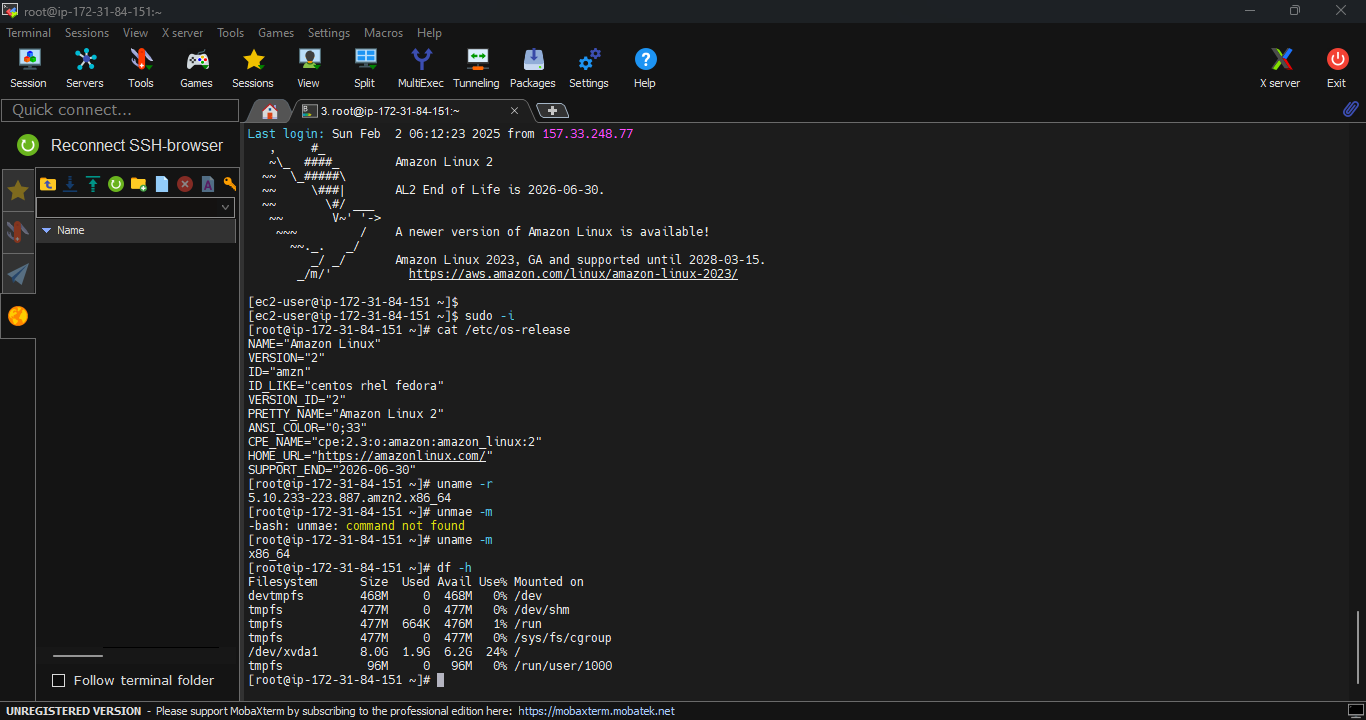 root@ip-172-31-84-151:~
Terminal Sessions View X server Tools Games Settings Macros Help
Session Servers Tools Games Sessions View Split MultiExec Tunneling Packages Settings Help X server Exit
Quick connect...
3. root@ip-172-31-84-151:~
Reconnect SSH-browser
Name
Follow terminal folder
Last login: Sun Feb  2 06:12:23 2025 from 157.33.248.77
   ,     #_
   ~\_  ####_        Amazon Linux 2
  ~~  \_#####\
  ~~     \###|       AL2 End of Life is 2026-06-30.
  ~~       \#/ ___
   ~~       V~' '->
    ~~~         /    A newer version of Amazon Linux is available!
      ~~._.   _/
         _/ _/       Amazon Linux 2023, GA and supported until 2028-03-15.
       _/m/'           https://aws.amazon.com/linux/amazon-linux-2023/
[ec2-user@ip-172-31-84-151 ~]$
[ec2-user@ip-172-31-84-151 ~]$ sudo -i
[root@ip-172-31-84-151 ~]# cat /etc/os-release
NAME="Amazon Linux"
VERSION="2"
ID="amzn"
ID_LIKE="centos rhel fedora"
VERSION_ID="2"
PRETTY_NAME="Amazon Linux 2"
ANSI_COLOR="0;33"
CPE_NAME="cpe:2.3:o:amazon:amazon_linux:2"
HOME_URL="https://amazonlinux.com/"
SUPPORT_END="2026-06-30"
[root@ip-172-31-84-151 ~]# uname -r
5.10.233-223.887.amzn2.x86_64
[root@ip-172-31-84-151 ~]# unmae -m
-bash: unmae: command not found
[root@ip-172-31-84-151 ~]# uname -m
x86_64
[root@ip-172-31-84-151 ~]# df -h
Filesystem      Size  Used Avail Use% Mounted on
devtmpfs        468M     0  468M   0% /dev
tmpfs           477M     0  477M   0% /dev/shm
tmpfs           477M  664K  476M   1% /run
tmpfs           477M     0  477M   0% /sys/fs/cgroup
/dev/xvda1      8.0G  1.9G  6.2G  24% /
tmpfs            96M     0   96M   0% /run/user/1000
[root@ip-172-31-84-151 ~]#
UNREGISTERED VERSION - Please support MobaXterm by subscribing to the professional edition here: https://mobaxterm.mobatek.net